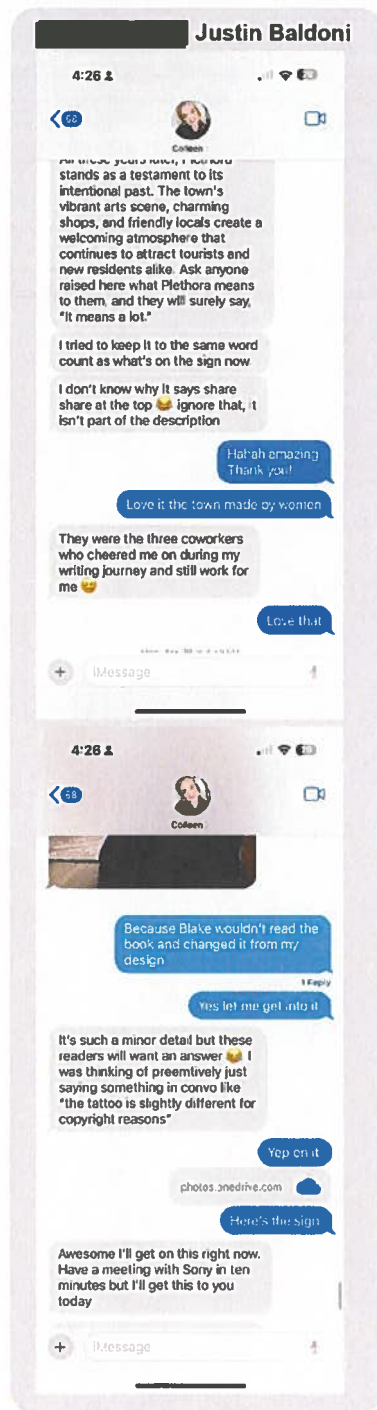 Justin Baldoni
4:26
68
Colleen
All these years later, Plethora
stands as a testament to its
intentional past. The town's
vibrant arts scene, charming
shops, and friendly locals create a
welcoming atmosphere that
continues to attract tourists and
new residents alike. Ask anyone
raised here what Plethora means
to them, and they will surely say,
"It means a lot."
I tried to keep it to the same word
count as what's on the sign now
I don't know why it says share
share at the top 😂 ignore that, it
isn't part of the description
Hahah amazing
Thank you!
Love it the town made by women
They were the three coworkers
who cheered me on during my
writing journey and still work for
me 😅
Love that
iMessage
4:26
68
Colleen
Because Blake wouldn't read the
book and changed it from my
design
1 Reply
Yes let me get into it
It's such a minor detail but these
readers will want an answer 😂 I
was thinking of preemtively just
saying something in convo like
"the tattoo is slightly different for
copyright reasons"
Yep on it
photos.onedrive.com
Here's the sign
Awesome I'll get on this right now.
Have a meeting with Sony in ten
minutes but I'll get this to you
today
iMessage